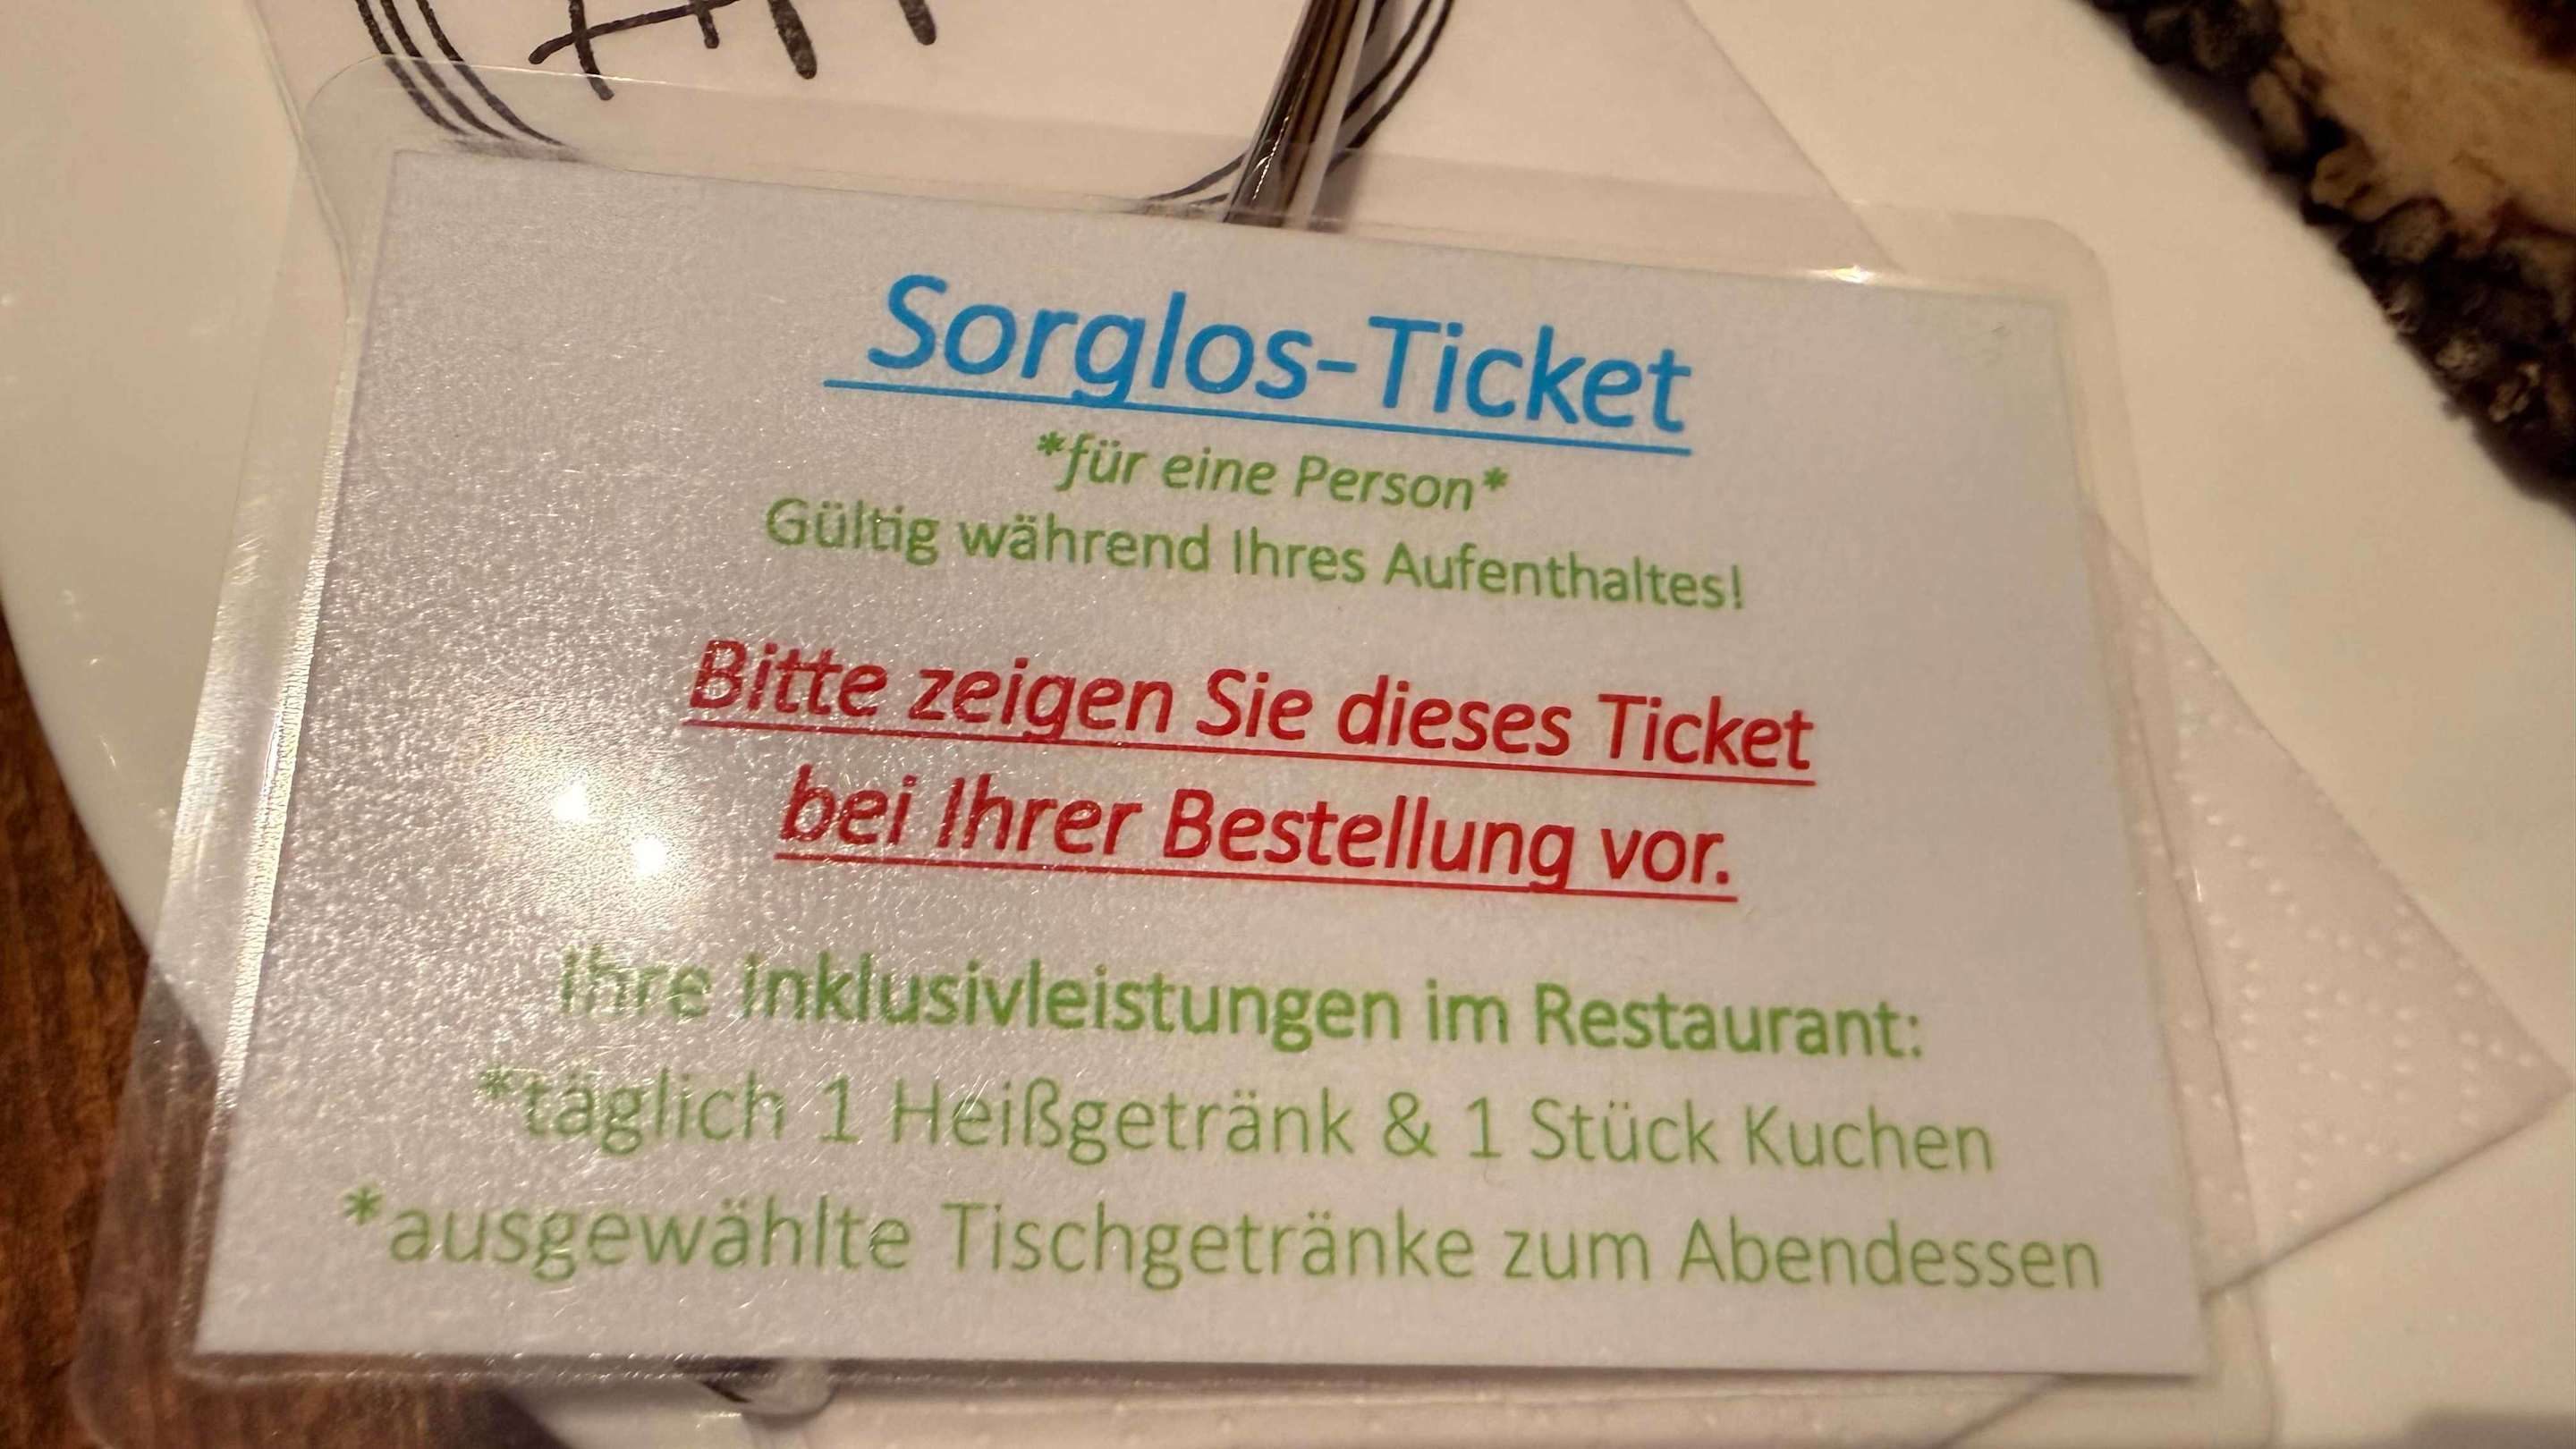 Sorglos-Ticket
*für eine Person*
Gültig während Ihres Aufenthaltes!
Bitte zeigen Sie dieses Ticket
bei Ihrer Bestellung vor.
Ihre Inklusivleistungen im Restaurant:
*täglich 1 Heißgetränk & 1 Stück Kuchen
*ausgewählte Tischgetränke zum Abendessen